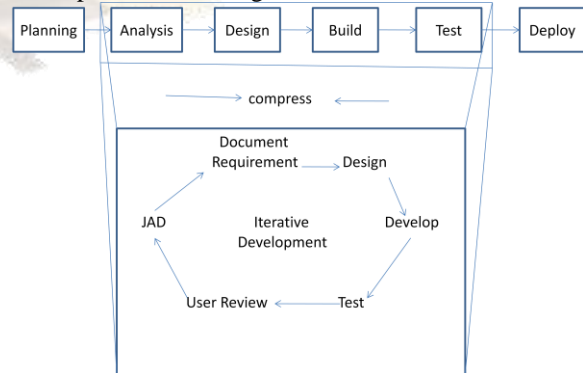 Planning Analysis Design Build Test Deploy
compress
Document
Requirement Design
JAD Iterative Develop
Development
User Review Test